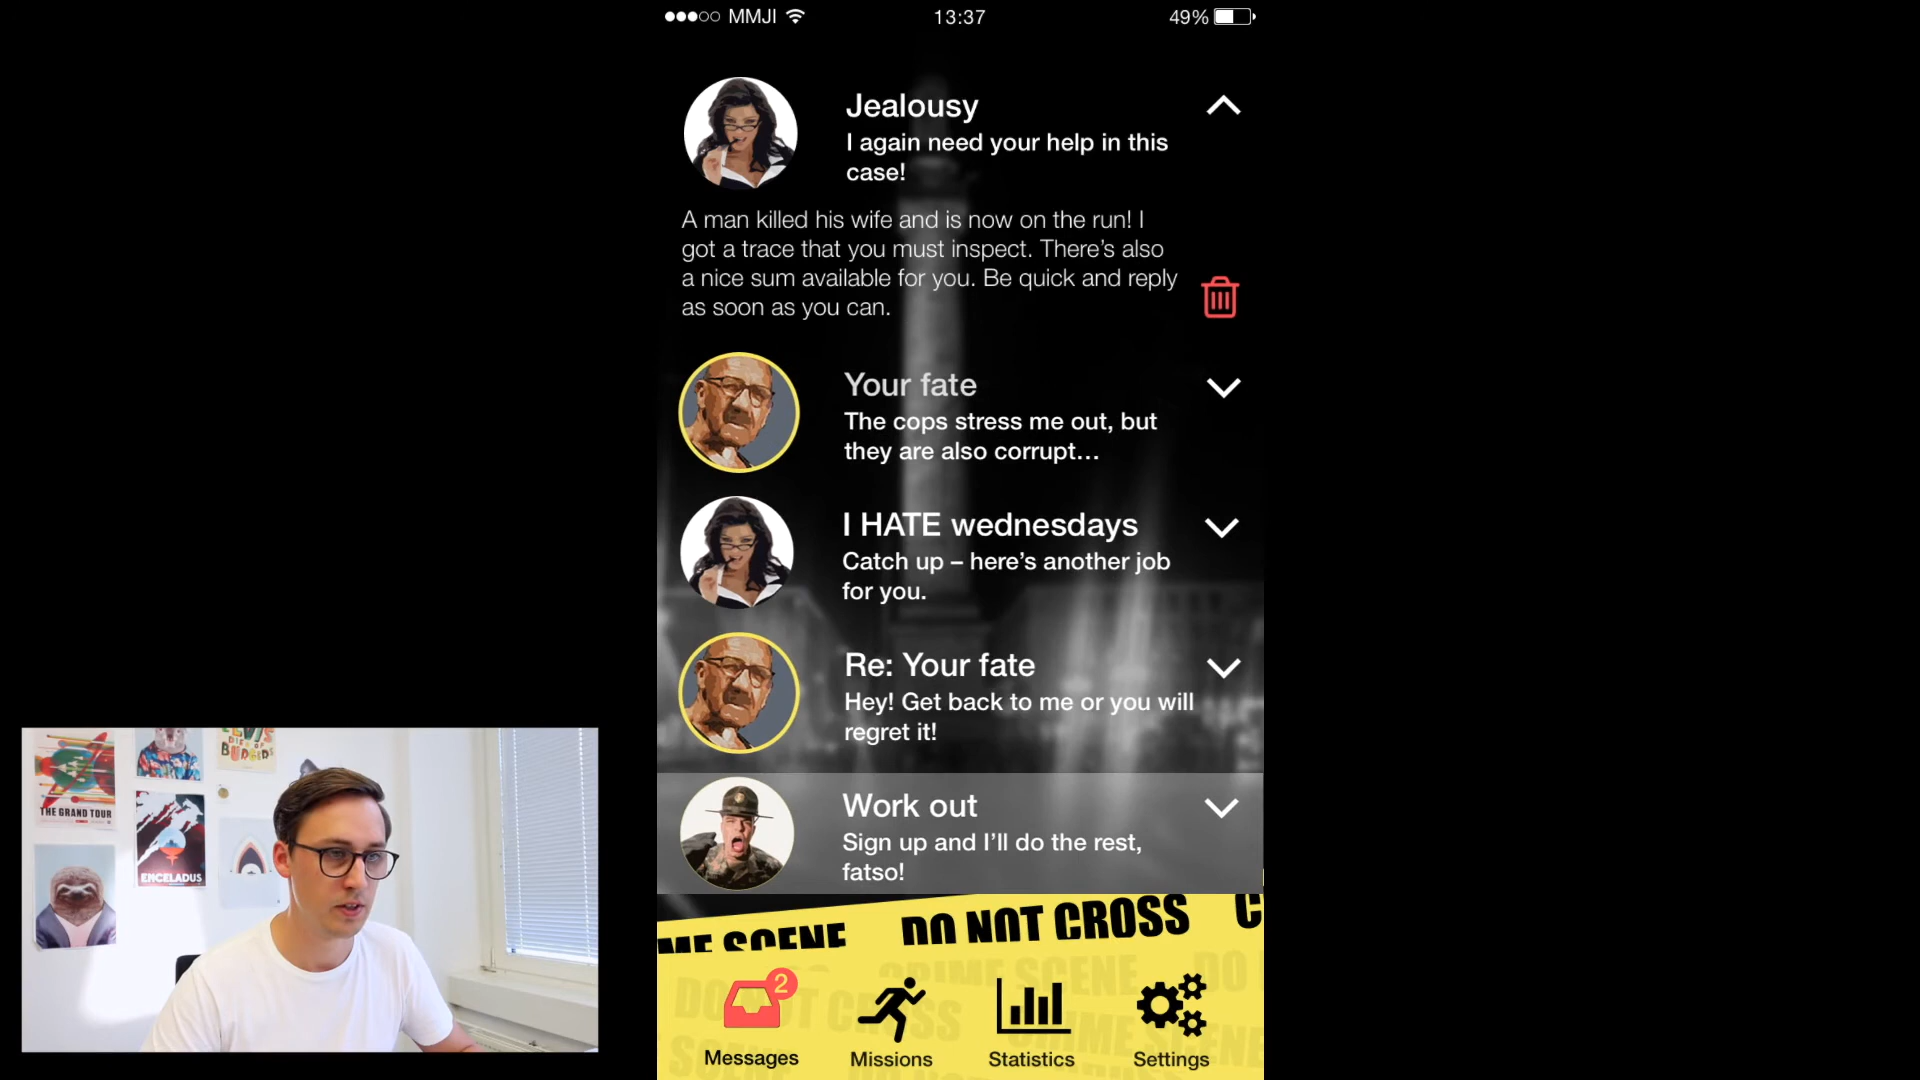 MMJI
13:37
49%
Jealousy
I again need your help in this
case!
A man killed his wife and is now on the run! I
got a trace that you must inspect. There's also
a nice sum available for you. Be quick and reply
as soon as you can.
Your fate
The cops stress me out, but
they are also corrupt…
I HATE wednesdays
Catch up – here's another job
for you.
Re: Your fate
Hey! Get back to me or you will
regret it!
Work out
Sign up and I'll do the rest,
fatso!
ME SCENE DO NOT CROSS C
2
Messages
Missions
Statistics
Settings
THE GRAND TOUR
ENCELADUS
BURGERS